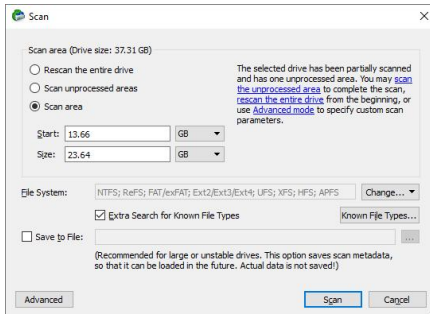 Scan
Scan area (Drive size: 37.31 GB)
Rescan the entire drive
Scan unprocessed areas
Scan area
Start: 13.66 GB
Size: 23.64 GB
The selected drive has been partially scanned
and has one unprocessed area. You may scan
the unprocessed area to complete the scan,
rescan the entire drive from the beginning, or
use Advanced mode to specify custom scan
parameters.
File System: NTFS; ReFS; FAT/exFAT; Ext2/Ext3/Ext4; UFS; XFS; HFS; APFS Change...
Extra Search for Known File Types Known File Types...
Save to File: ...
(Recommended for large or unstable drives. This option saves scan metadata,
so that it can be loaded in the future. Actual data is not saved!)
Advanced Scan Cancel